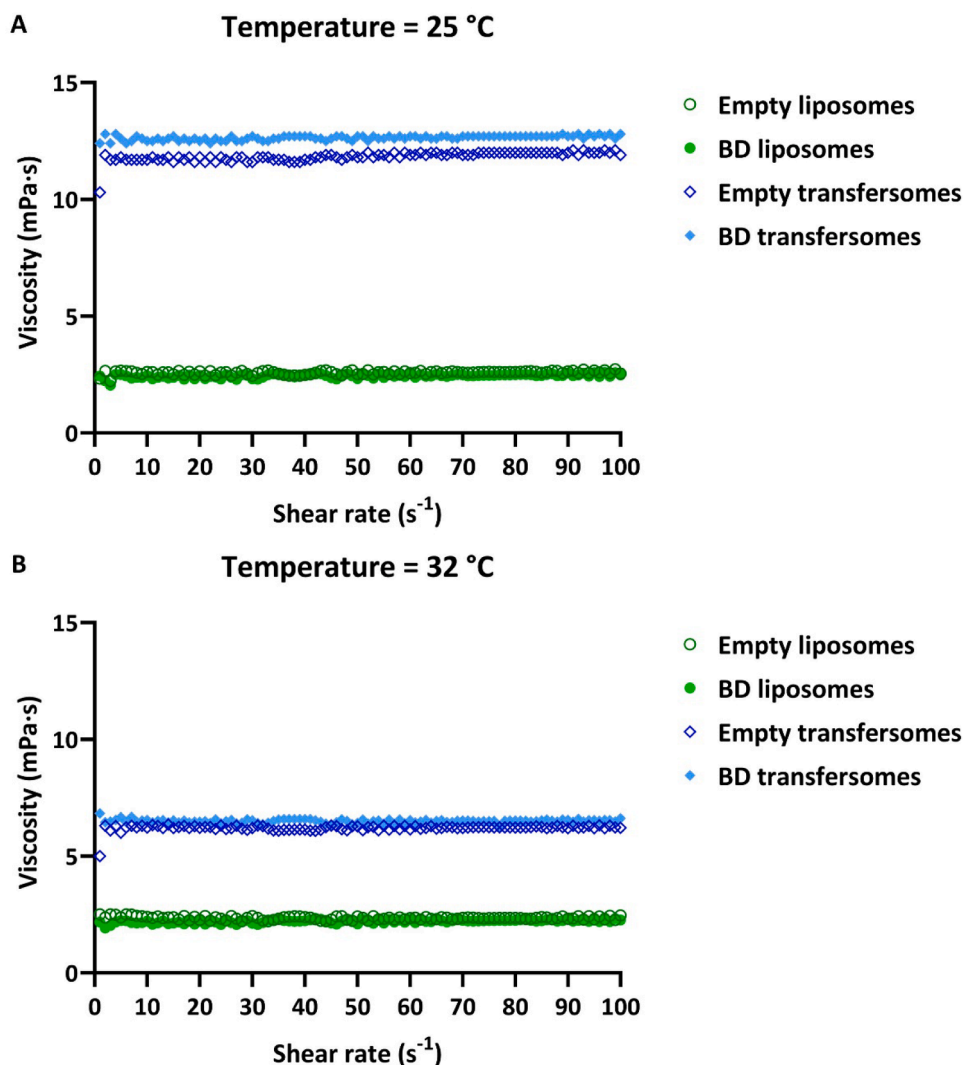 A
Temperature = 25 °C
15
10
5
0
Viscosity (mPa·s)
0 10 20 30 40 50 60 70 80 90 100
Shear rate (s⁻¹)
Empty liposomes
BD liposomes
Empty transfersomes
BD transfersomes
B
Temperature = 32 °C
15
10
5
0
Viscosity (mPa·s)
0 10 20 30 40 50 60 70 80 90 100
Shear rate (s⁻¹)
Empty liposomes
BD liposomes
Empty transfersomes
BD transfersomes